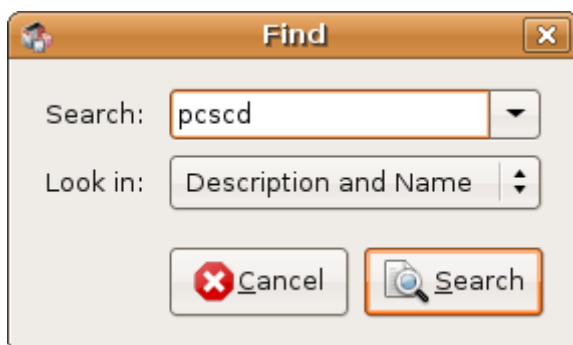 Find
Search: pcscd
Look in: Description and Name
Cancel Search